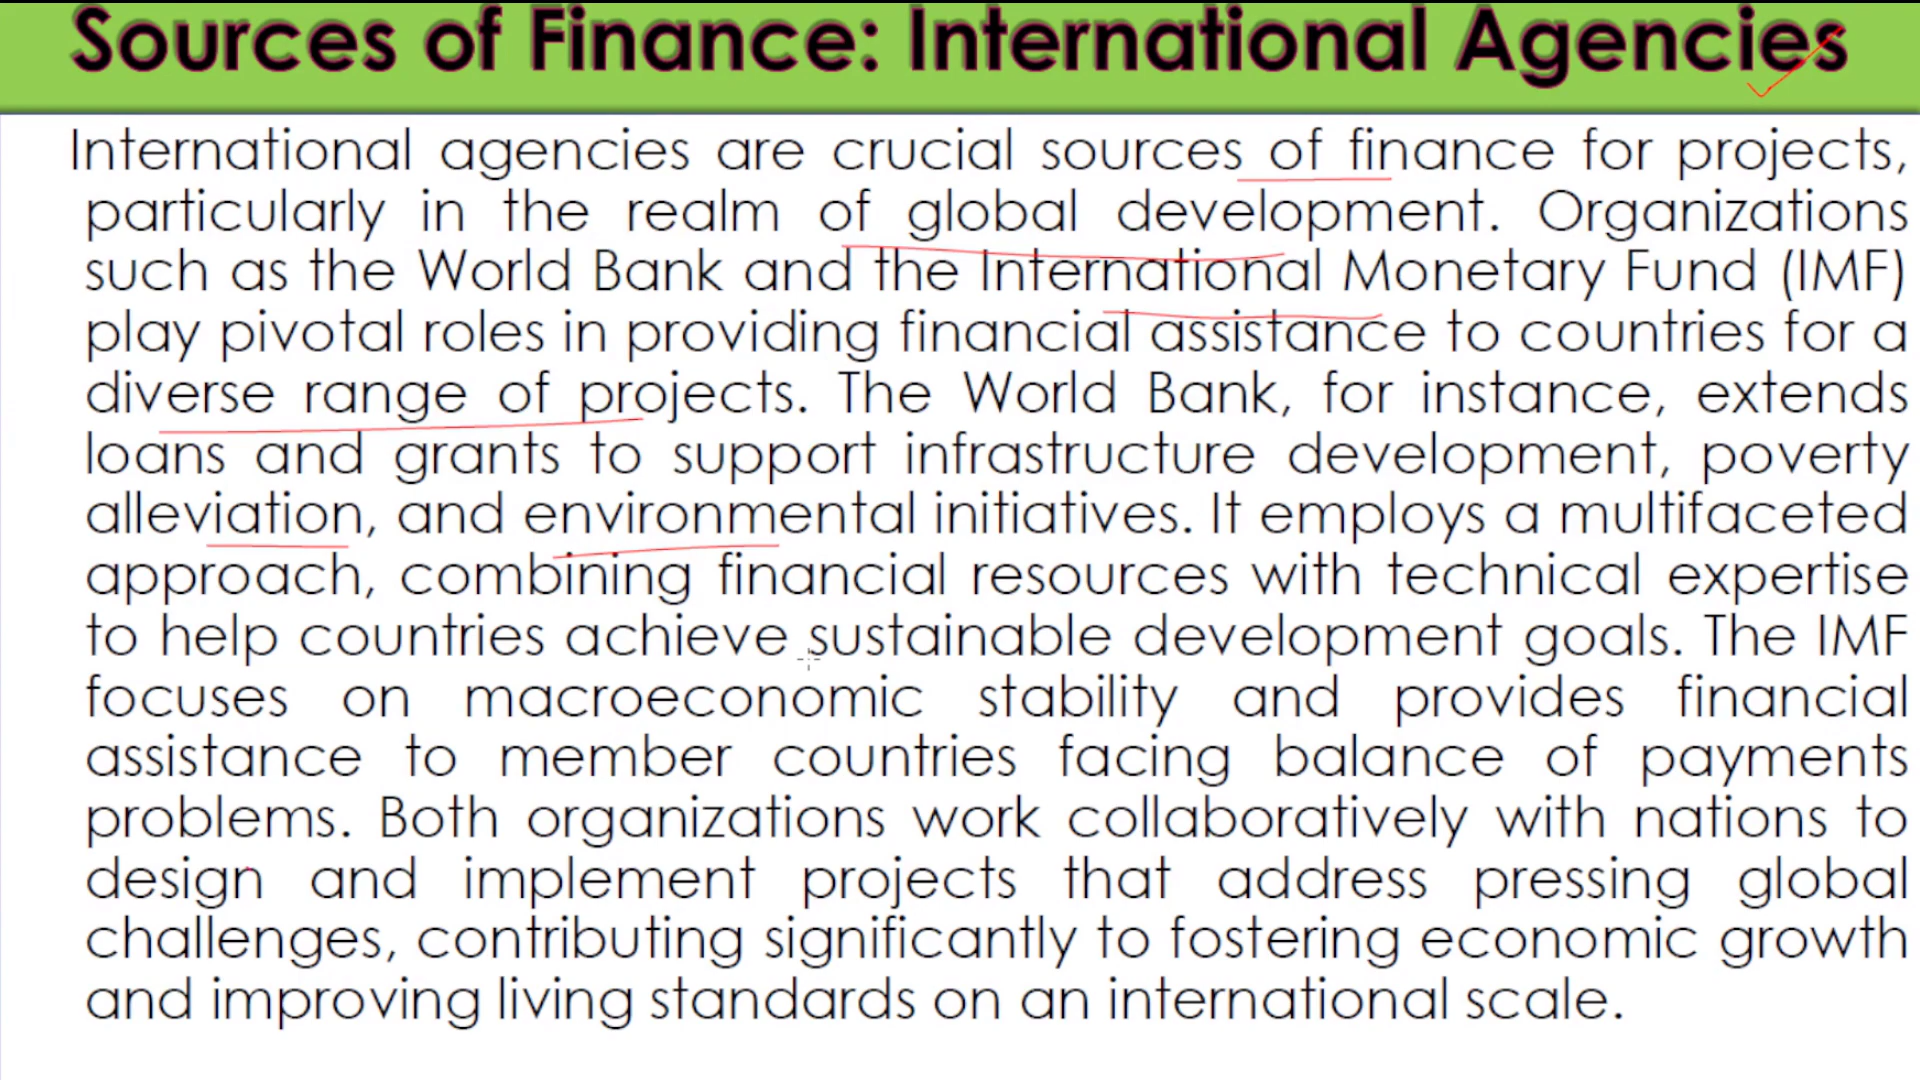 Sources of Finance: International Agencies
International agencies are crucial sources of finance for projects,
particularly in the realm of global development. Organizations
such as the World Bank and the International Monetary Fund (IMF)
play pivotal roles in providing financial assistance to countries for a
diverse range of projects. The World Bank, for instance, extends
loans and grants to support infrastructure development, poverty
alleviation, and environmental initiatives. It employs a multifaceted
approach, combining financial resources with technical expertise
to help countries achieve sustainable development goals. The IMF
focuses on macroeconomic stability and provides financial
assistance to member countries facing balance of payments
problems. Both organizations work collaboratively with nations to
design and implement projects that address pressing global
challenges, contributing significantly to fostering economic growth
and improving living standards on an international scale.